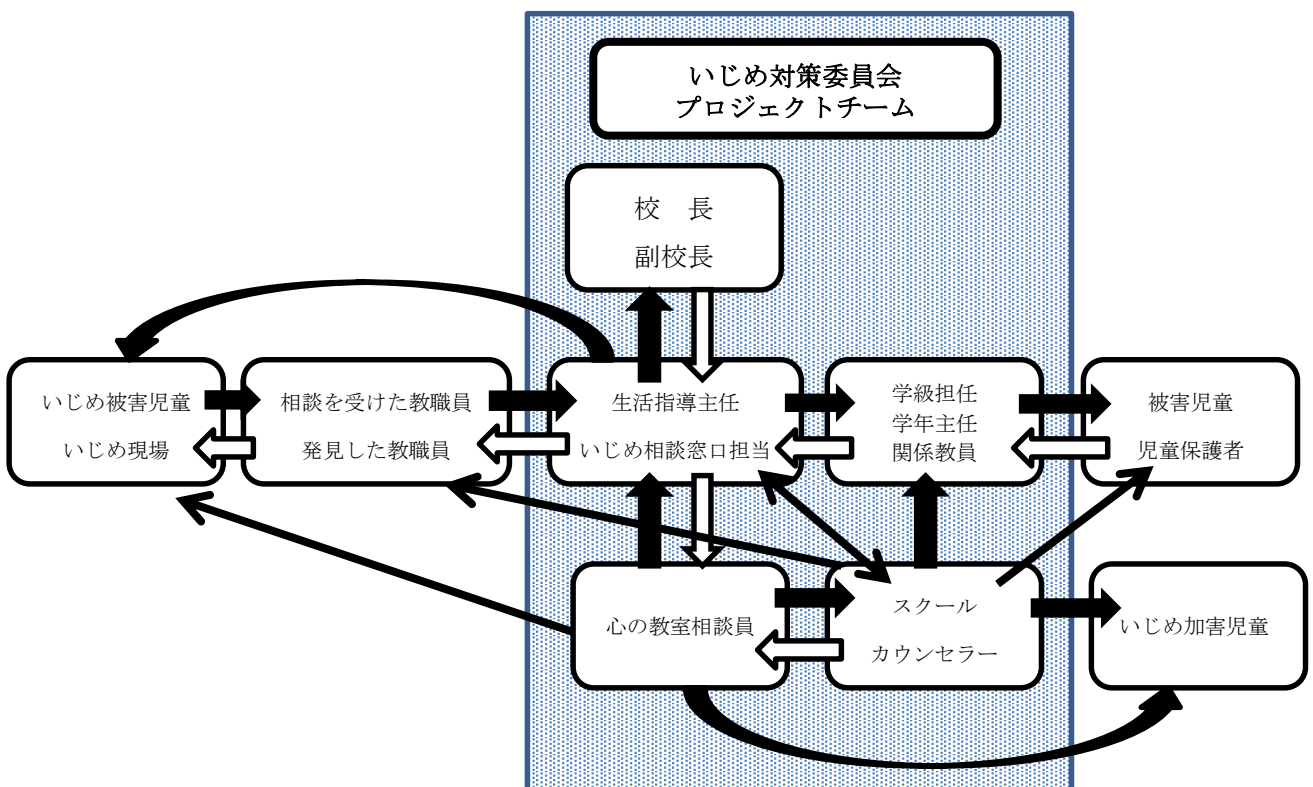 いじめ対策委員会
プロジェクトチーム
校　長
副校長
いじめ被害児童
いじめ現場
相談を受けた教職員
発見した教職員
生活指導主任
いじめ相談窓口担当
学級担任
学年主任
関係教員
被害児童
児童保護者
心の教室相談員
スクール
カウンセラー
いじめ加害児童